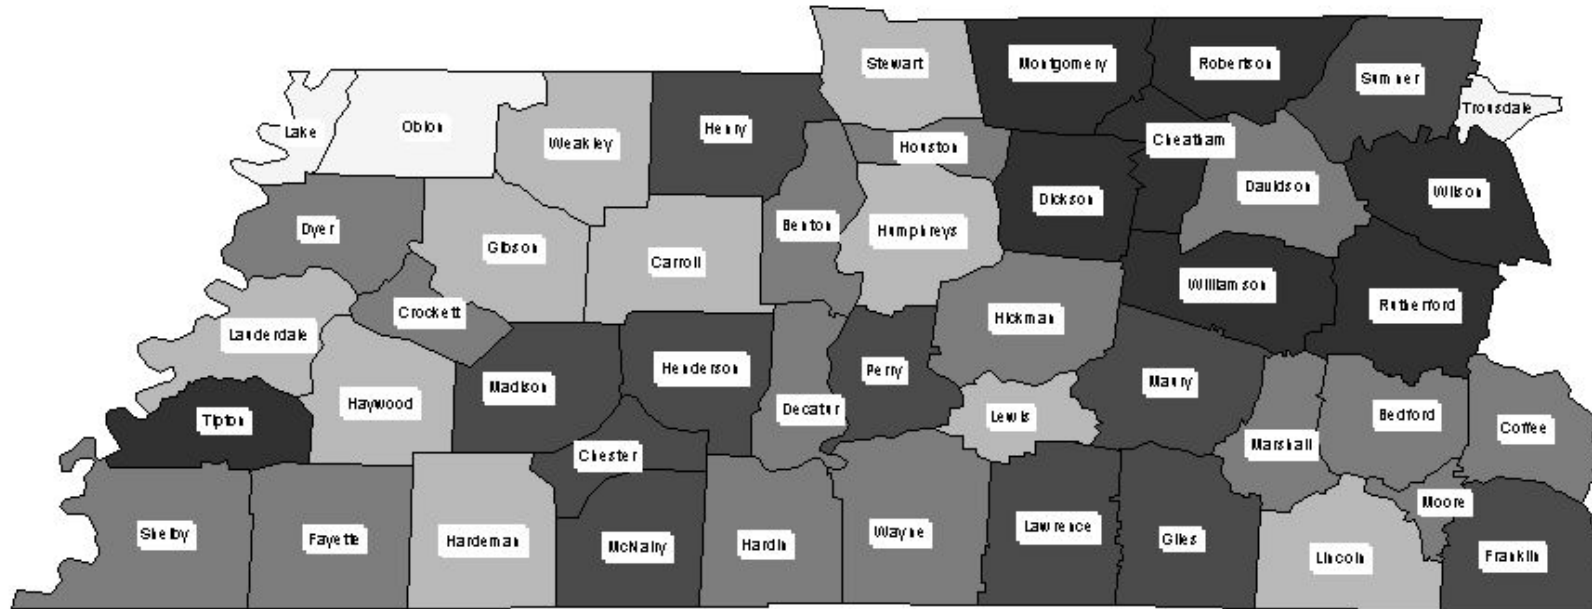 Stewart
Montgomery
Robertson
Sumner
Trousdale
Lake
Obion
Weakley
Henry
Houston
Cheatham
Davidson
Wilson
Dickson
Dyer
Gibson
Carroll
Benton
Humphreys
Williamson
Rutherford
Lauderdale
Crockett
Hickman
Tipton
Haywood
Madison
Henderson
Decatur
Perry
Lewis
Maury
Marshall
Bedford
Coffee
Chester
Shelby
Fayette
Hardeman
McNairy
Hardin
Wayne
Lawrence
Giles
Lincoln
Moore
Franklin